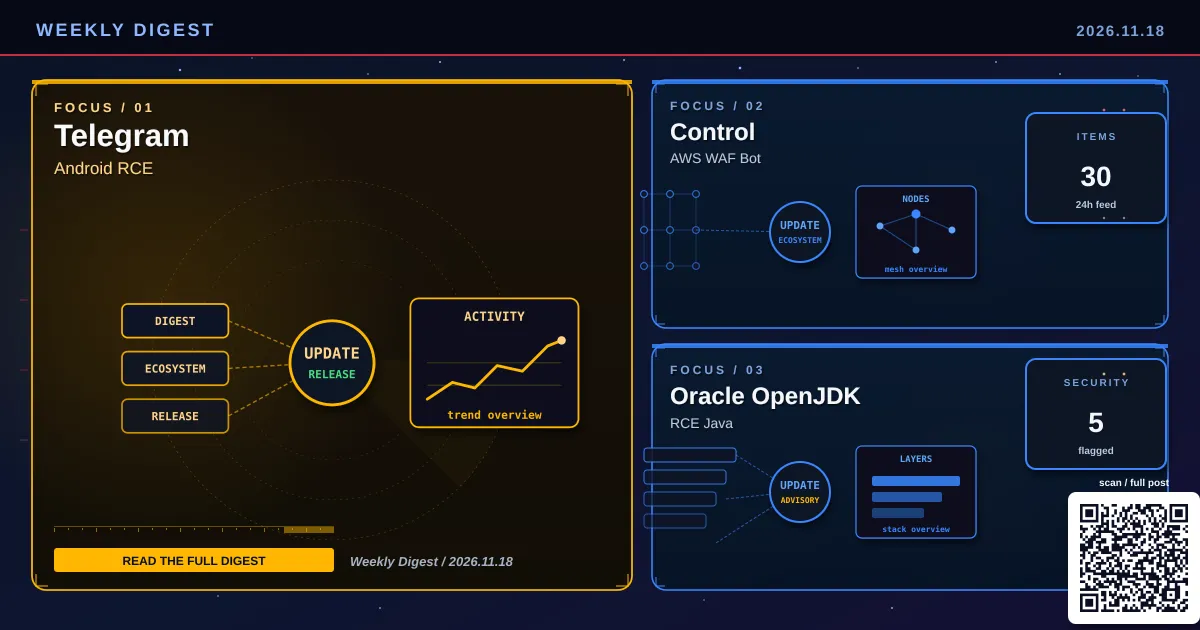 WEEKLY DIGEST
2026.11.18
FOCUS / 01
Telegram
Android RCE
DIGEST
ECOSYSTEM
RELEASE
UPDATE
RELEASE
ACTIVITY
trend overview
READ THE FULL DIGEST
Weekly Digest / 2026.11.18
FOCUS / 02
Control
AWS WAF Bot
UPDATE
ECOSYSTEM
NODES
mesh overview
ITEMS
30
24h feed
FOCUS / 03
Oracle OpenJDK
RCE Java
UPDATE
ADVISORY
LAYERS
stack overview
SECURITY
5
flagged
scan / full post